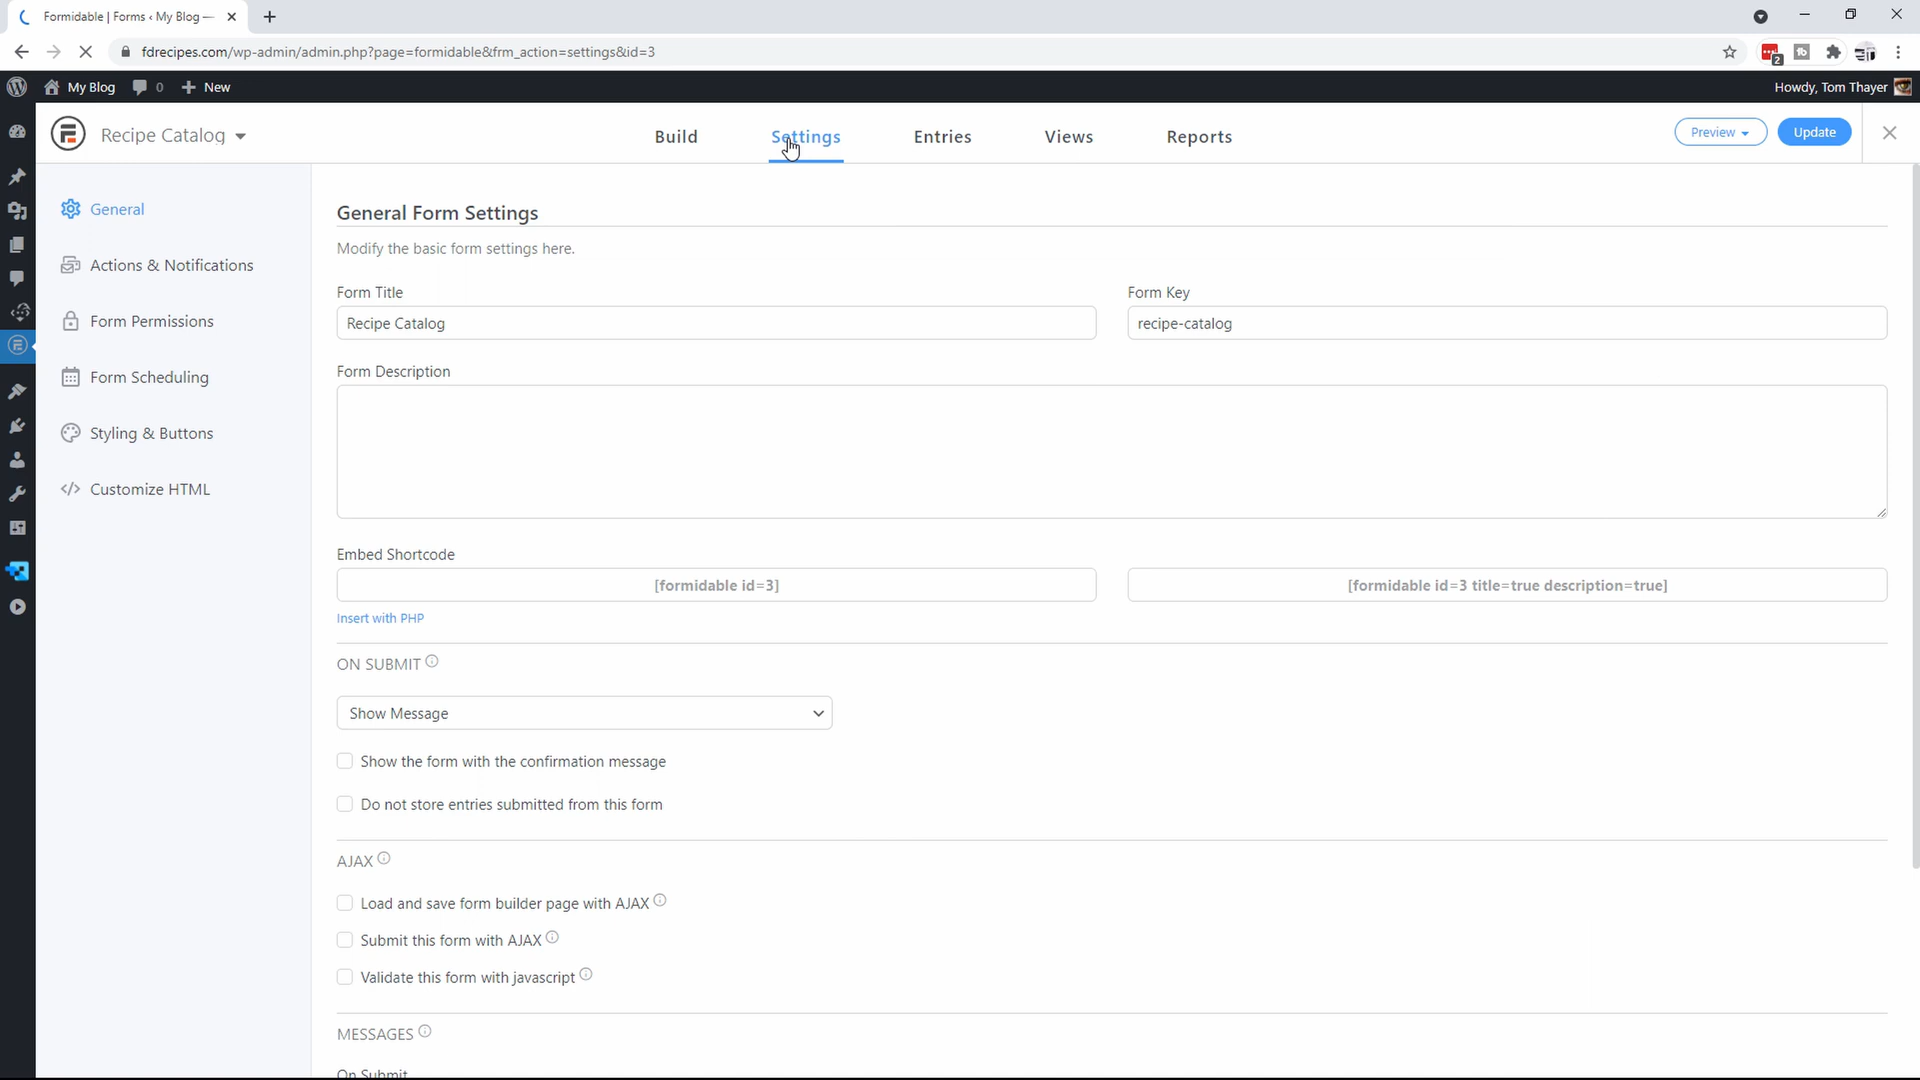 Formidable | Forms ‹ My Blog —
fdrecipes.com/wp-admin/admin.php?page=formidable&frm_action=settings&id=3
2
My Blog 0 New
Howdy, Tom Thayer
Recipe Catalog
Build Settings Entries Views Reports
Preview Update
General
Actions & Notifications
Form Permissions
Form Scheduling
Styling & Buttons
Customize HTML
General Form Settings
Modify the basic form settings here.
Form Title
Recipe Catalog
Form Key
recipe-catalog
Form Description
Embed Shortcode
[formidable id=3]
[formidable id=3 title=true description=true]
Insert with PHP
ON SUBMIT
Show Message
Show the form with the confirmation message
Do not store entries submitted from this form
AJAX
Load and save form builder page with AJAX
Submit this form with AJAX
Validate this form with javascript
MESSAGES
On Submit